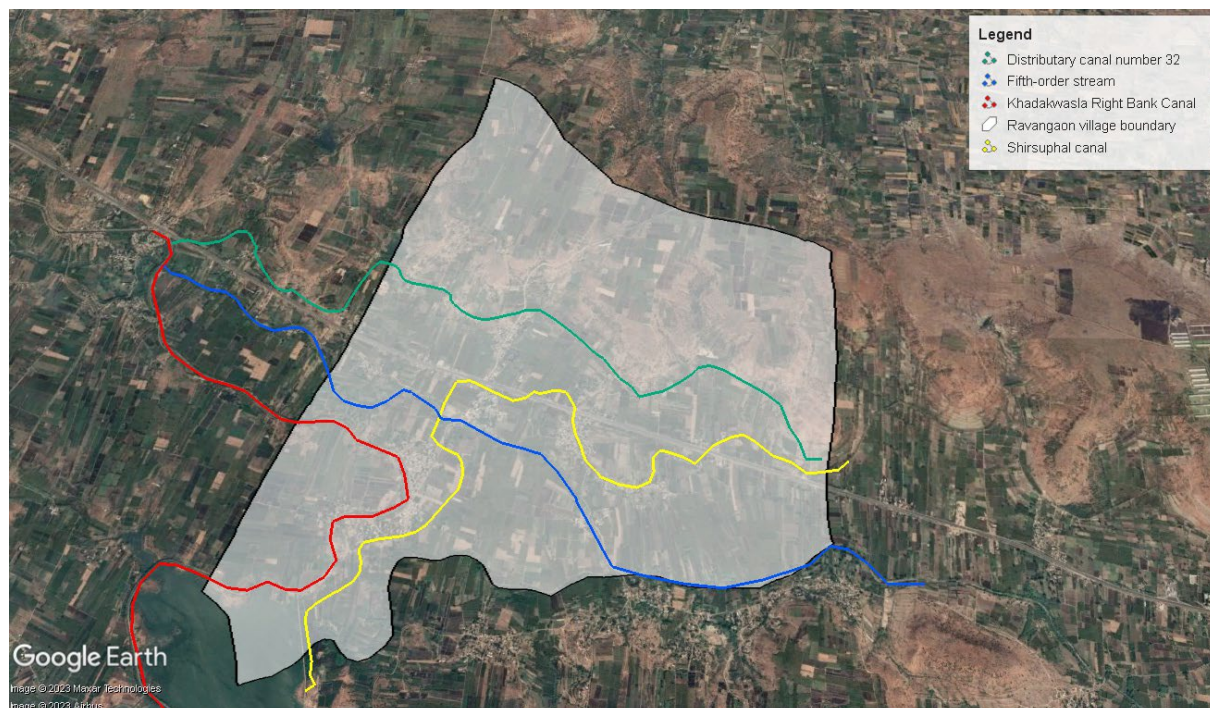 Legend
Distributary canal number 32
Fifth-order stream
Khadakwasla Right Bank Canal
Ravangaon village boundary
Shirsuphal canal
Google Earth
Image © 2023 Maxar Technologies
Image © 2023 Airbus